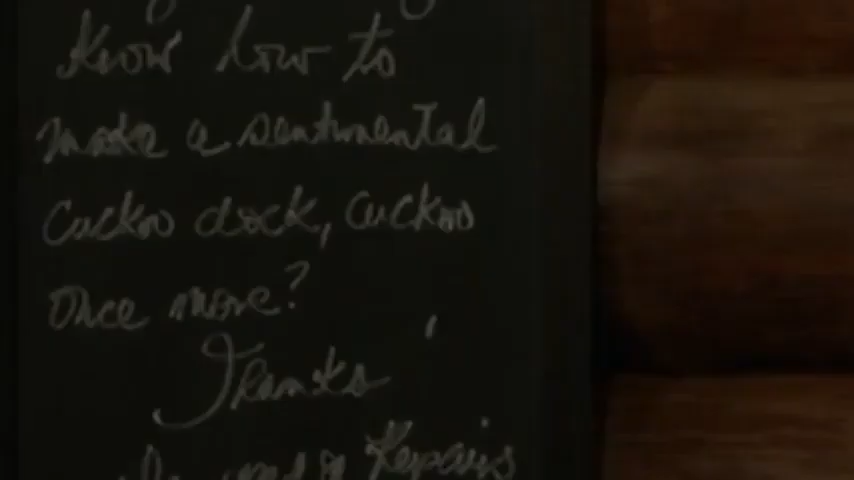 know how to
make a sentimental
cuckoo clock, cuckoo
once more?
Thanks
Repairs